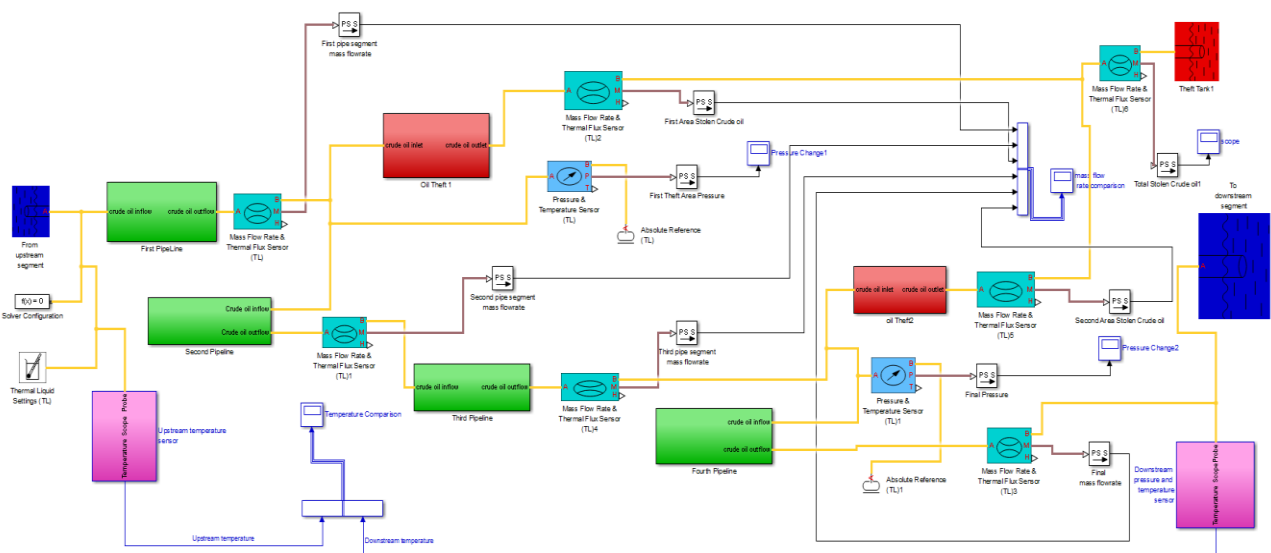 PS S
First pipe segment
mass flowrate
B
A
M
H
Mass Flow Rate &
Thermal Flux Sensor
(TL)6
Theft Tank1
B
A
M
H
Mass Flow Rate &
Thermal Flux Sensor
(TL)2
PS S
First Area Stolen Crude oil
crude oil inlet
crude oil outlet
Oil Theft 1
Pressure Change1
B
A
P
T
Pressure &
Temperature Sensor
(TL)
PS S
First Theft Area Pressure
Absolute Reference
(TL)
mass flow
rate comparison
PS S
Total Stolen Crude oil1
scope
To
downstream
segment
A
A
From
upstream
segment
crude oil inflow
crude oil outflow
First PipeLine
B
A
M
H
Mass Flow Rate &
Thermal Flux Sensor
(TL)
f(x) = 0
Solver Configuration
Crude oil inflow
Crude oil outflow
Second Pipeline
B
A
M
H
Mass Flow Rate &
Thermal Flux Sensor
(TL)1
PS S
Second pipe segment
mass flowrate
Thermal Liquid
Settings (TL)
crude oil inflow
crude oil outflow
Third Pipeline
B
A
M
H
Mass Flow Rate &
Thermal Flux Sensor
(TL)4
PS S
Third pipe segment
mass flowrate
crude oil inlet
crude oil outlet
oil Theft2
B
A
M
H
Mass Flow Rate &
Thermal Flux Sensor
(TL)5
PS S
Second Area Stolen Crude oil
Pressure Change2
B
A
P
T
Pressure &
Temperature Sensor
(TL)1
PS S
Final Pressure
Temperature Scope Probe
Upstream temperature
sensor
Temperature Comparison
crude oil inflow
crude oil outflow
Fourth Pipeline
Absolute Reference
(TL)1
B
A
M
H
Mass Flow Rate &
Thermal Flux Sensor
(TL)3
PS S
Final
mass flowrate
Downstream
pressure and
temperature
sensor
Temperature Scope Probe
Upstream temperature
Downstream temperature